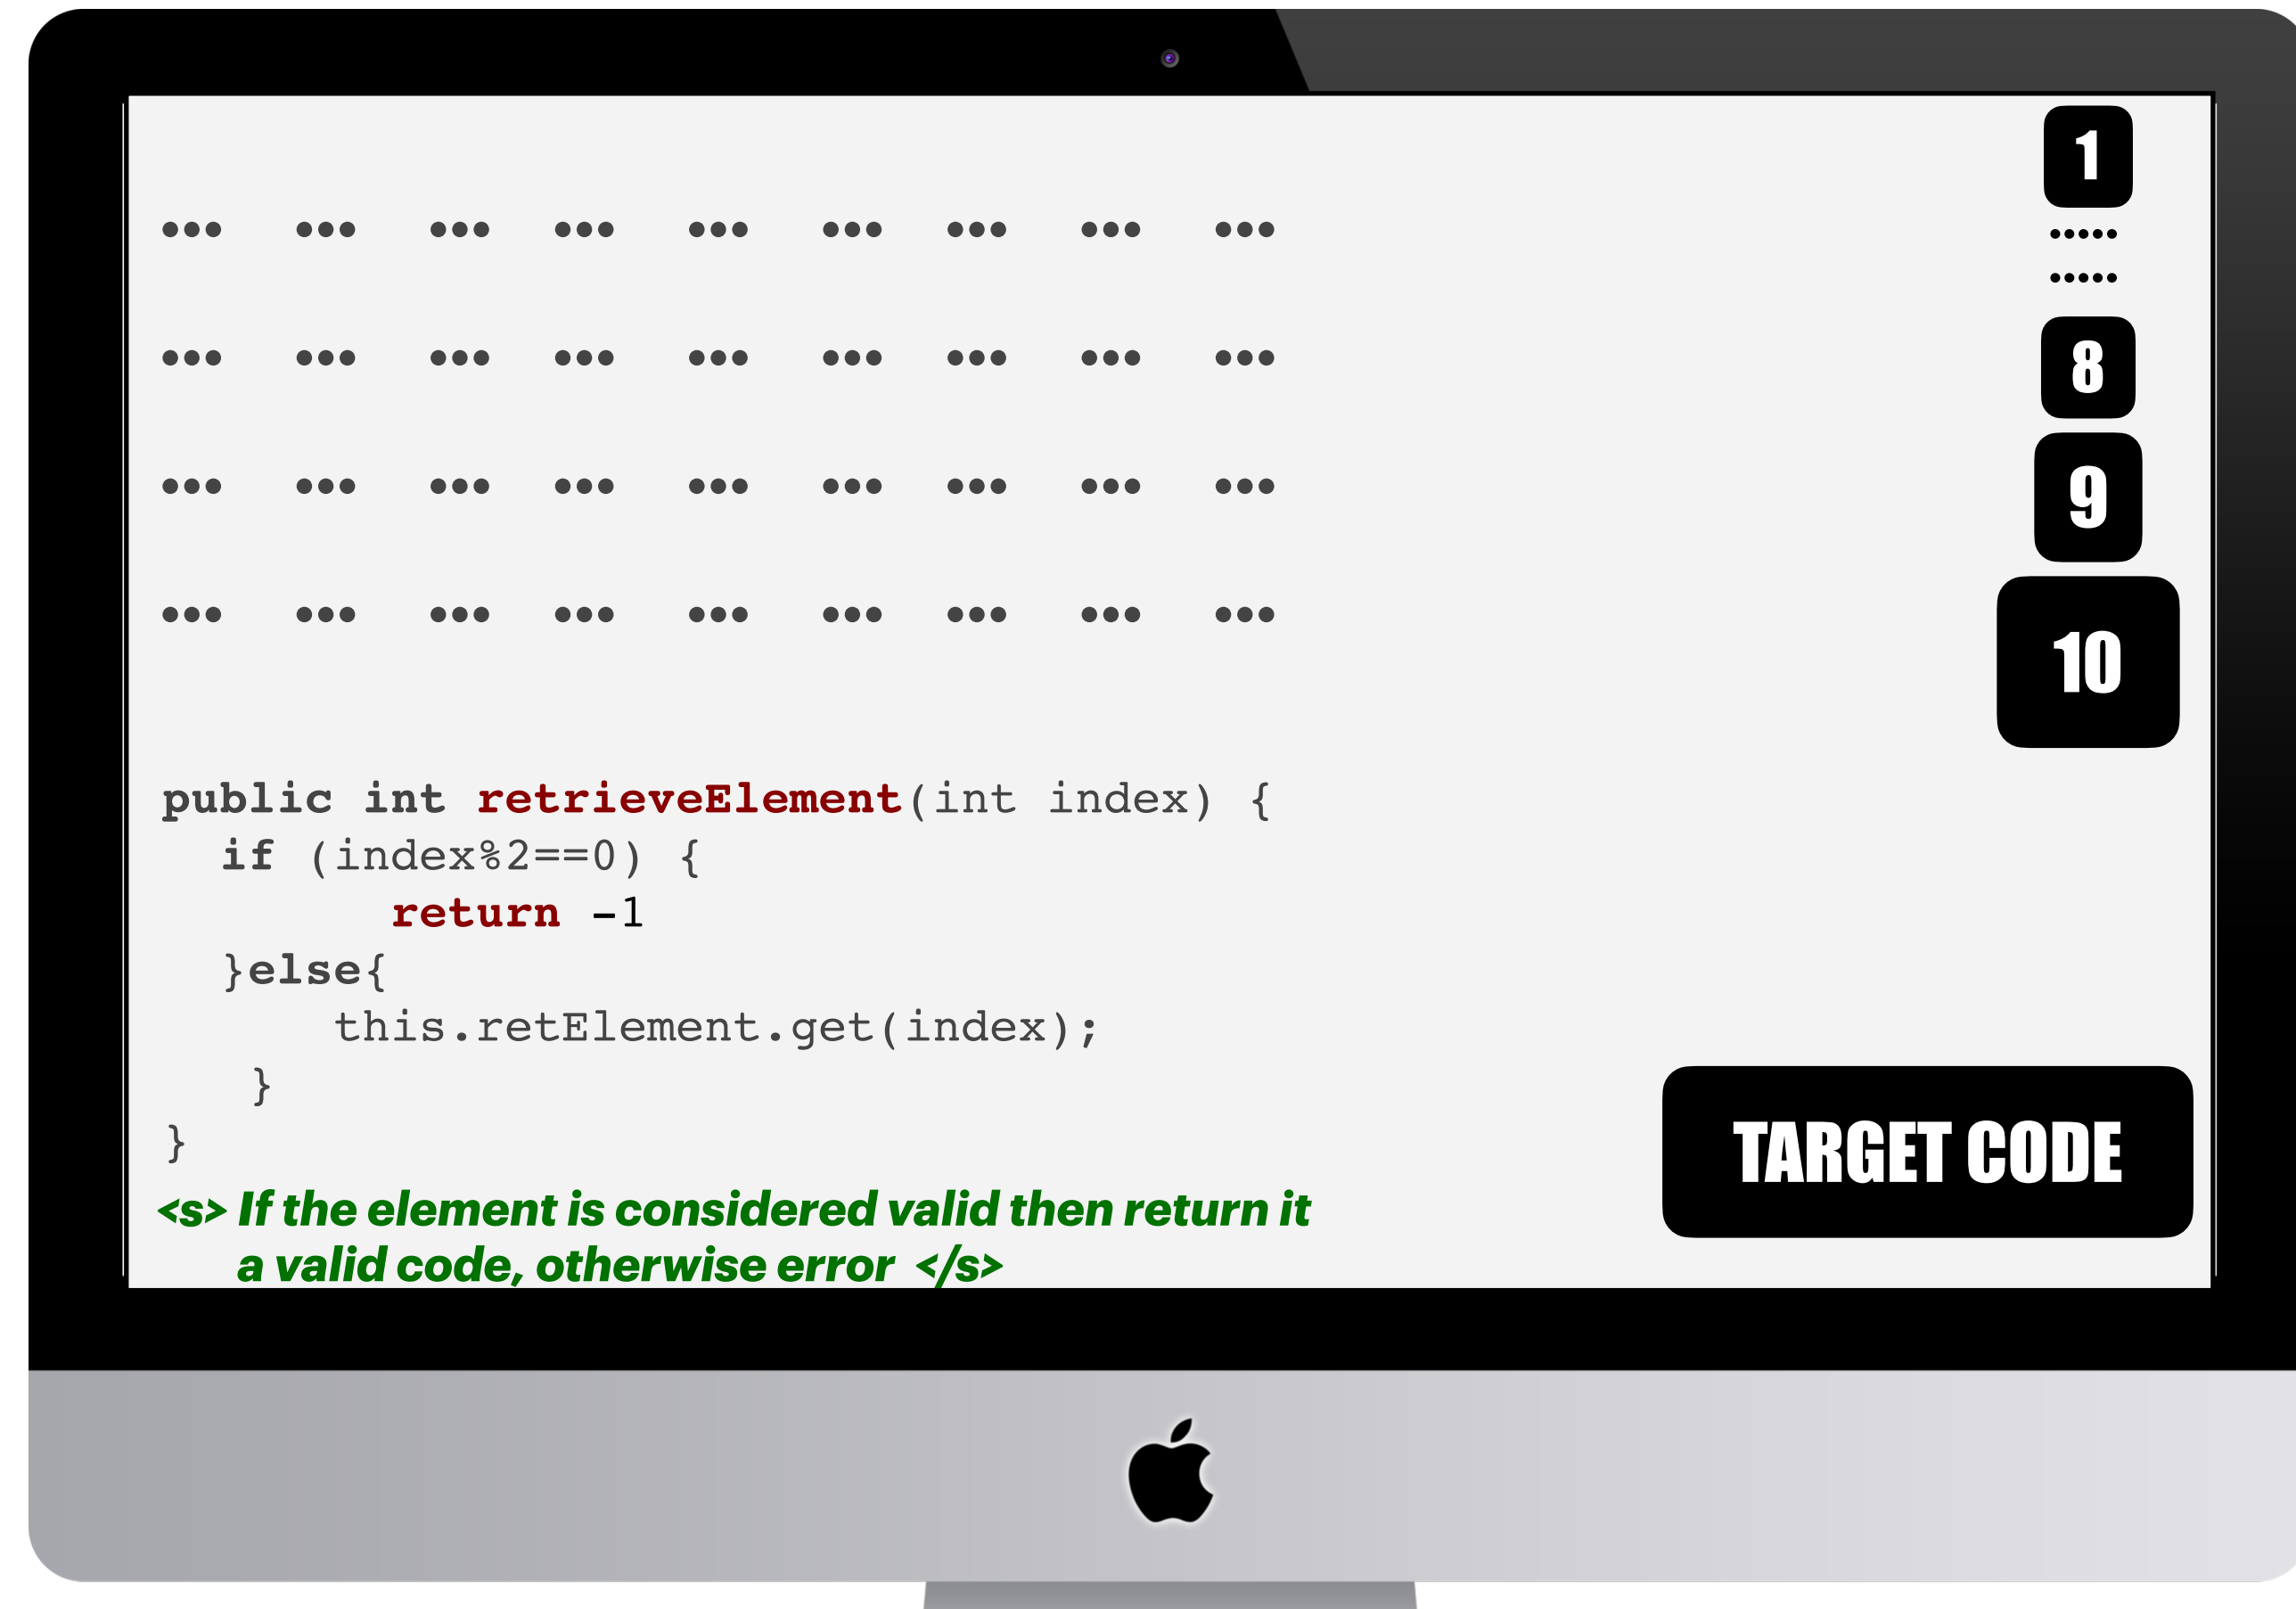 1
••• ••• ••• ••• ••• ••• ••• ••• •••
•••••
•••••
••• ••• ••• ••• ••• ••• ••• ••• •••
8
••• ••• ••• ••• ••• ••• ••• ••• •••
9
••• ••• ••• ••• ••• ••• ••• ••• •••
10
public int retrieveElement(int index) {
if (index%2==0) {
return -1
}else{
this.retElement.get(index);
}
}
TARGET CODE
<s> If the element is considered valid then return it
a valid code, otherwise error </s>